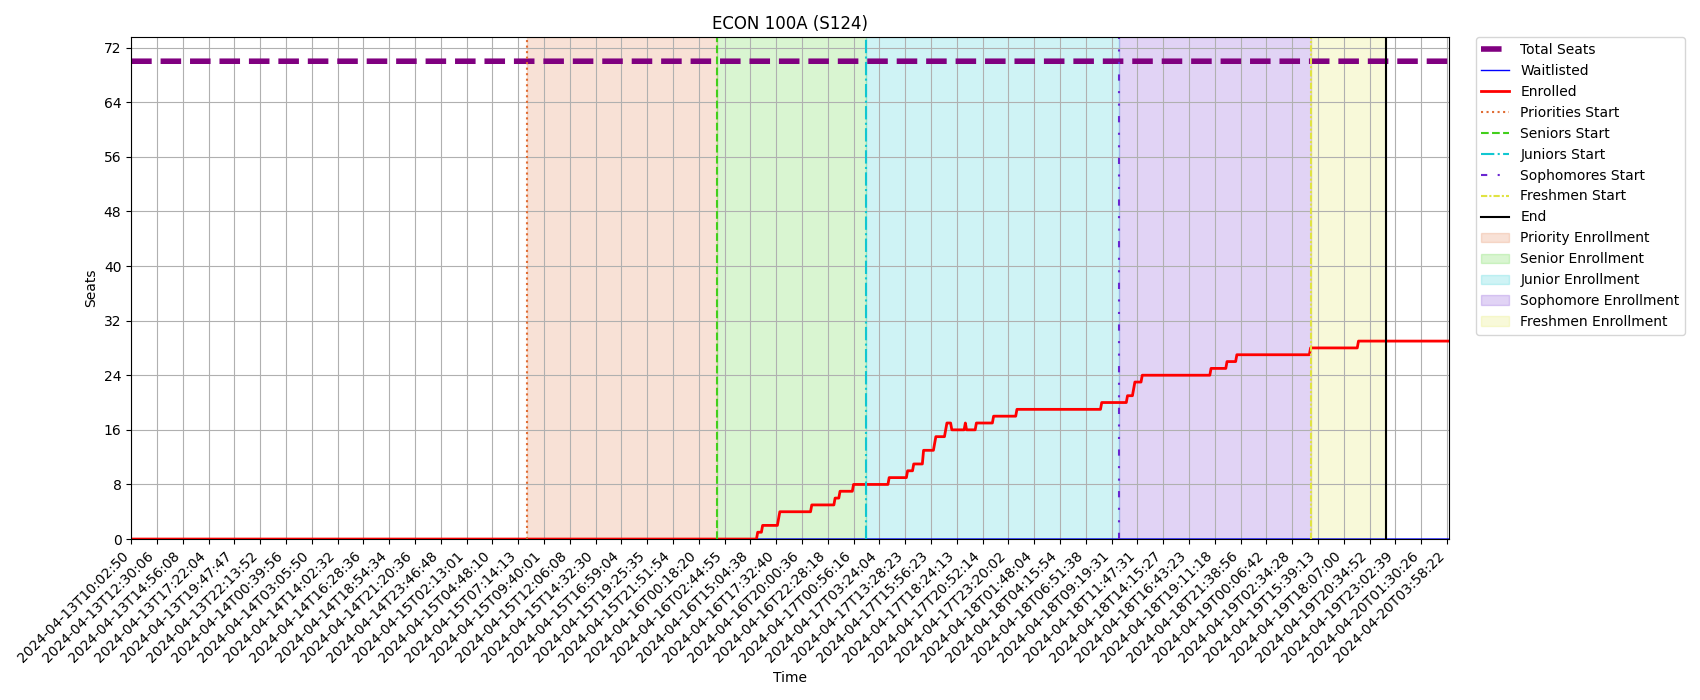 ECON 100A (S124)
72
64
56
48
40
32
24
16
8
0
Seats
2024-04-13T10:02:50
2024-04-13T12:30:06
2024-04-13T14:56:08
2024-04-13T17:22:04
2024-04-13T19:47:47
2024-04-13T22:13:52
2024-04-14T00:39:56
2024-04-14T03:05:50
2024-04-14T14:02:32
2024-04-14T16:28:36
2024-04-14T18:54:34
2024-04-14T21:20:36
2024-04-14T23:46:48
2024-04-15T02:13:01
2024-04-15T04:48:10
2024-04-15T07:14:13
2024-04-15T09:40:01
2024-04-15T12:06:08
2024-04-15T14:32:30
2024-04-15T16:59:04
2024-04-15T19:25:35
2024-04-15T21:51:54
2024-04-16T00:18:20
2024-04-16T02:44:55
2024-04-16T15:04:38
2024-04-16T17:32:40
2024-04-16T20:00:36
2024-04-16T22:28:18
2024-04-17T00:56:16
2024-04-17T03:24:04
2024-04-17T13:28:23
2024-04-17T15:56:23
2024-04-17T18:24:13
2024-04-17T20:52:14
2024-04-17T23:20:02
2024-04-18T01:48:04
2024-04-18T04:15:54
2024-04-18T06:51:38
2024-04-18T09:19:31
2024-04-18T11:47:31
2024-04-18T14:15:27
2024-04-18T16:43:23
2024-04-18T19:11:18
2024-04-18T21:38:56
2024-04-19T00:06:42
2024-04-19T02:34:28
2024-04-19T15:39:13
2024-04-19T18:07:00
2024-04-19T20:34:52
2024-04-19T23:02:39
2024-04-20T01:30:26
2024-04-20T03:58:22
Time
Total Seats
Waitlisted
Enrolled
Priorities Start
Seniors Start
Juniors Start
Sophomores Start
Freshmen Start
End
Priority Enrollment
Senior Enrollment
Junior Enrollment
Sophomore Enrollment
Freshmen Enrollment